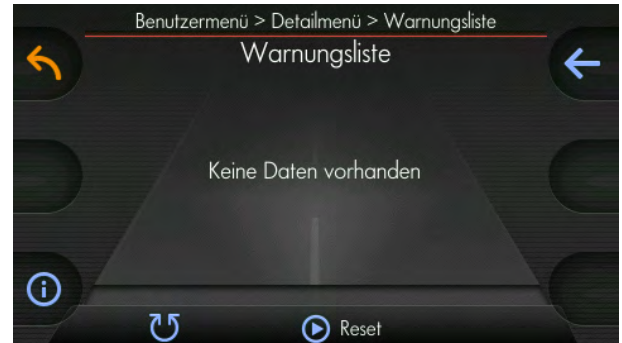 Benutzermenü > Detailmenü > Warnungsliste
Warnungsliste
Keine Daten vorhanden
Reset